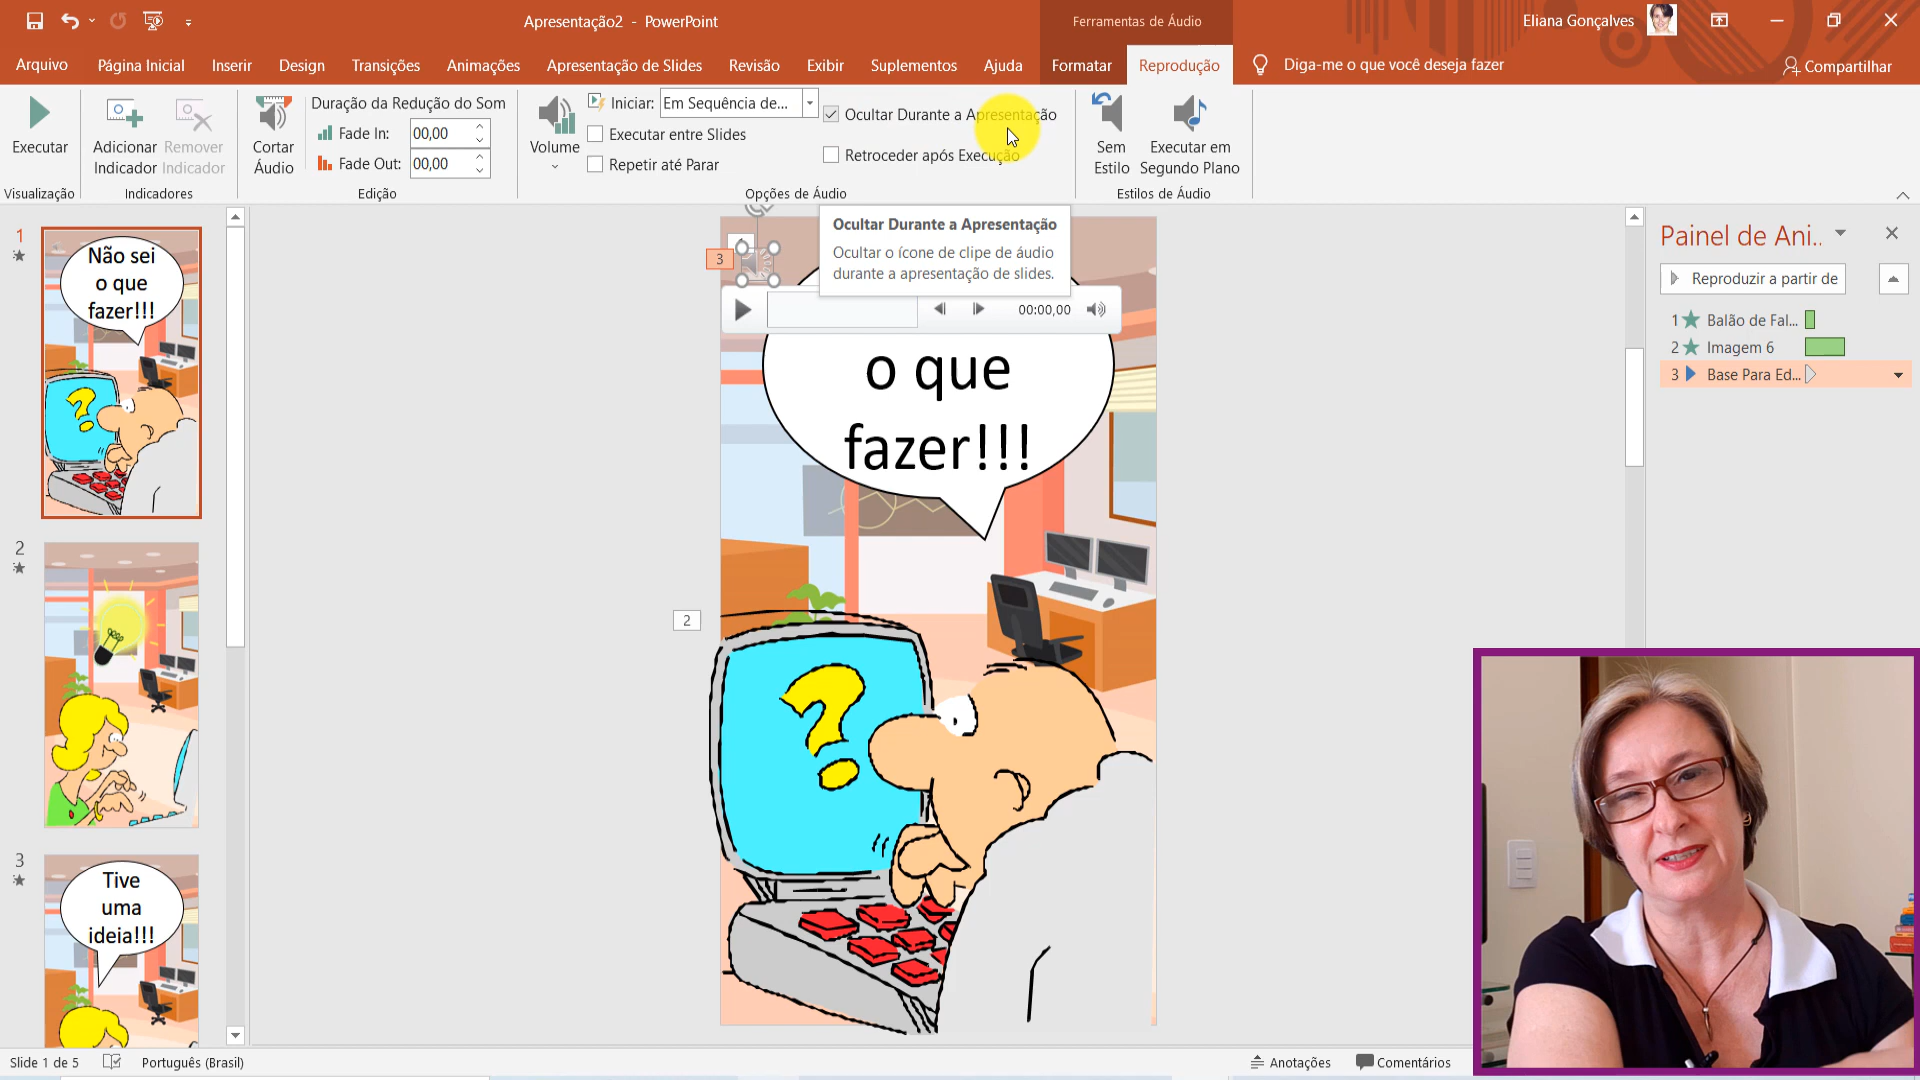 Apresentação2 - PowerPoint
Ferramentas de Áudio
Eliana Gonçalves
Arquivo
Página Inicial
Inserir
Design
Transições
Animações
Apresentação de Slides
Revisão
Exibir
Suplementos
Ajuda
Formatar
Reprodução
Diga-me o que você deseja fazer
Compartilhar
Executar
Visualização
Adicionar
Indicador
Remover
Indicador
Indicadores
Cortar
Áudio
Duração da Redução do Som
Fade In: 00,00
Fade Out: 00,00
Edição
Volume
Iniciar: Em Sequência de...
Executar entre Slides
Repetir até Parar
Ocultar Durante a Apresentação
Retroceder após Execução
Opções de Áudio
Sem
Estilo
Executar em
Segundo Plano
Estilos de Áudio
Ocultar Durante a Apresentação
Ocultar o ícone de clipe de áudio
durante a apresentação de slides.
1
Não sei
o que
fazer!!!
2
3
Tive
uma
ideia!!!
3
00:00,00
o que
fazer!!!
2
?
Painel de Ani...
Reproduzir a partir de
1 Balão de Fal...
2 Imagem 6
3 Base Para Ed...
Slide 1 de 5
Português (Brasil)
Anotações
Comentários